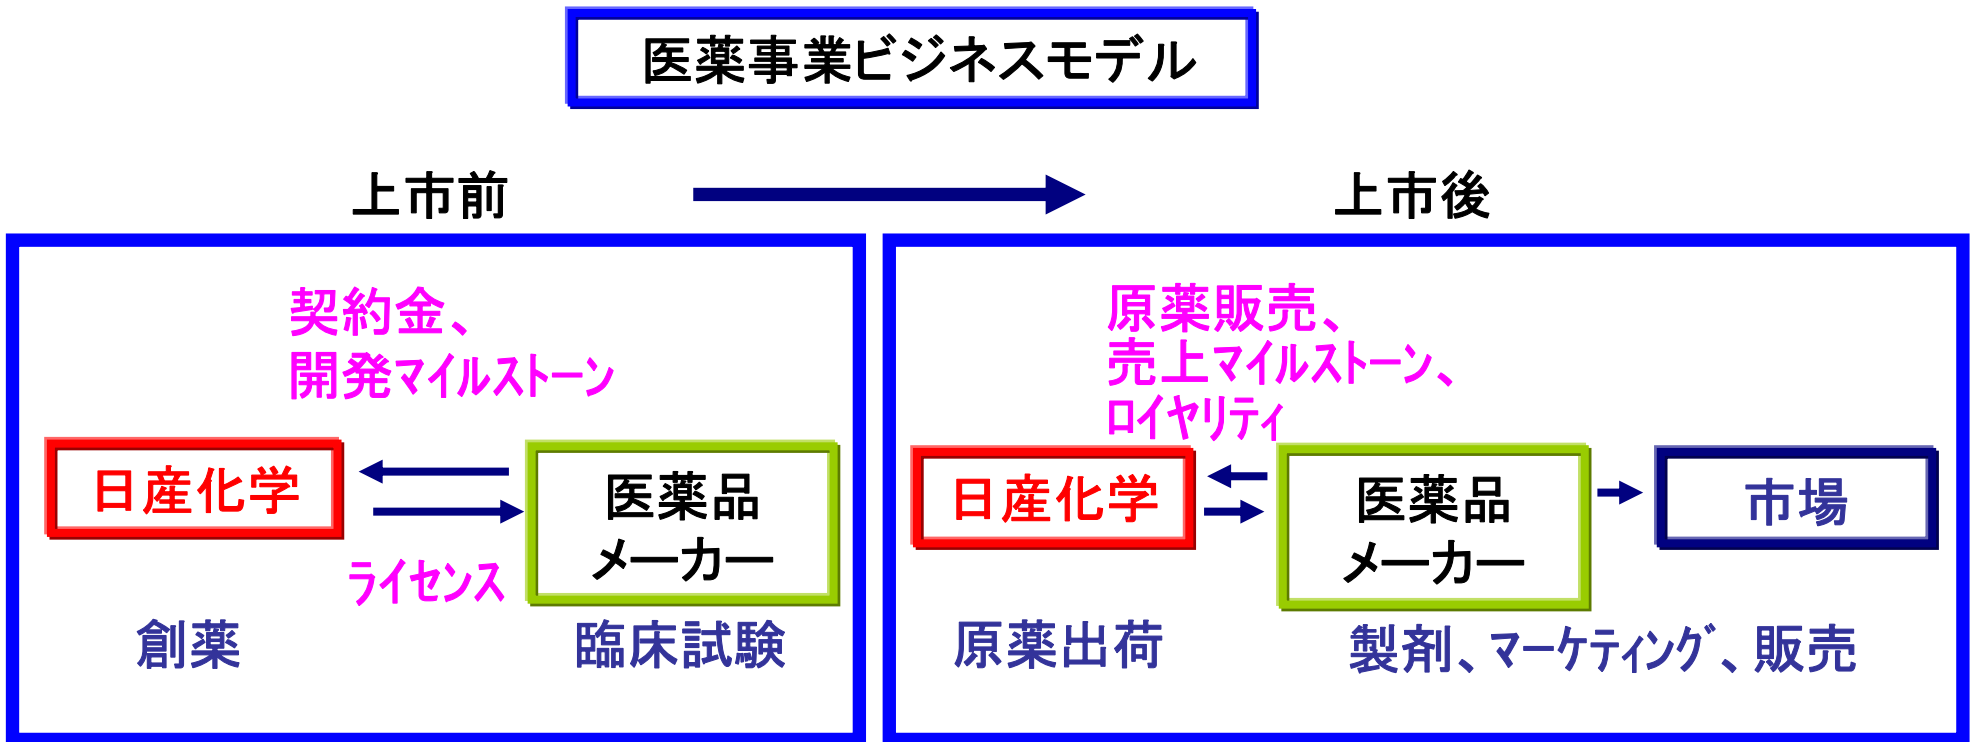 医薬事業ビジネスモデル
上市前
上市後
契約金、
開発マイルストーン
日産化学
医薬品
メーカー
ライセンス
創薬
臨床試験
原薬販売、
売上マイルストーン、
ロイヤリティ
日産化学
医薬品
メーカー
市場
原薬出荷
製剤、マーケティング、販売